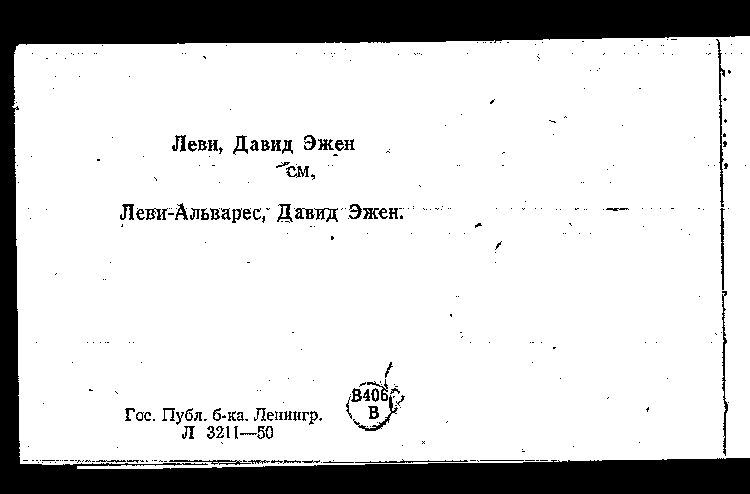 Леви, Давид Эжен
см.
Леви-Альварес, Давид Эжен.
Гос. Публ. б-ка. Ленингр.
Л 3211—50
В406
В